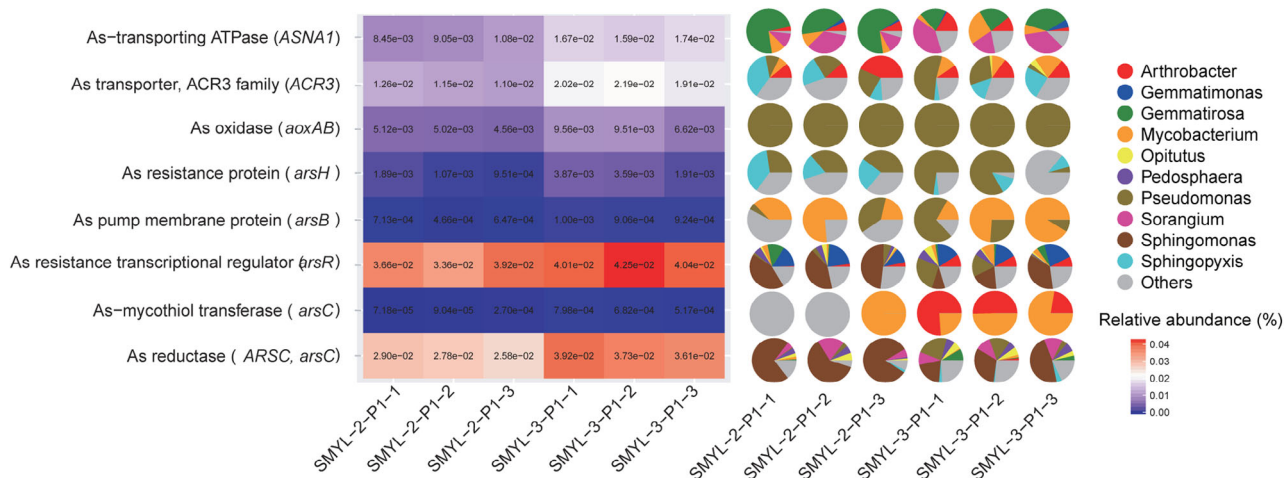 As−transporting ATPase (ASNA1)
8.45e−03 9.05e−03 1.08e−02 1.67e−02 1.59e−02 1.74e−02
As transporter, ACR3 family (ACR3)
1.26e−02 1.15e−02 1.10e−02 2.02e−02 2.19e−02 1.91e−02
As oxidase (aoxAB)
5.12e−03 5.02e−03 4.56e−03 9.56e−03 9.51e−03 6.62e−03
As resistance protein ( arsH)
1.89e−03 1.07e−03 9.51e−04 3.87e−03 3.59e−03 1.91e−03
As pump membrane protein ( arsB)
7.13e−04 4.66e−04 6.47e−04 1.00e−03 9.06e−04 9.24e−04
As resistance transcriptional regulator (arsR)
3.66e−02 3.36e−02 3.92e−02 4.01e−02 4.25e−02 4.04e−02
As−mycothiol transferase ( arsC)
7.16e−05 9.04e−05 2.70e−04 7.98e−04 6.82e−04 5.17e−04
As reductase ( ARSC, arsC)
2.90e−02 2.78e−02 2.58e−02 3.92e−02 3.73e−02 3.61e−02
SMYL−2−P1−1
SMYL−2−P1−2
SMYL−2−P1−3
SMYL−3−P1−1
SMYL−3−P1−2
SMYL−3−P1−3
SMYL−2−P1−1
SMYL−2−P1−2
SMYL−2−P1−3
SMYL−3−P1−1
SMYL−3−P1−2
SMYL−3−P1−3
Arthrobacter
Gemmatimonas
Gemmatirosa
Mycobacterium
Opitutus
Pedosphaera
Pseudomonas
Sorangium
Sphingomonas
Sphingopyxis
Others
Relative abundance (%)
0.04
0.03
0.02
0.01
0.00